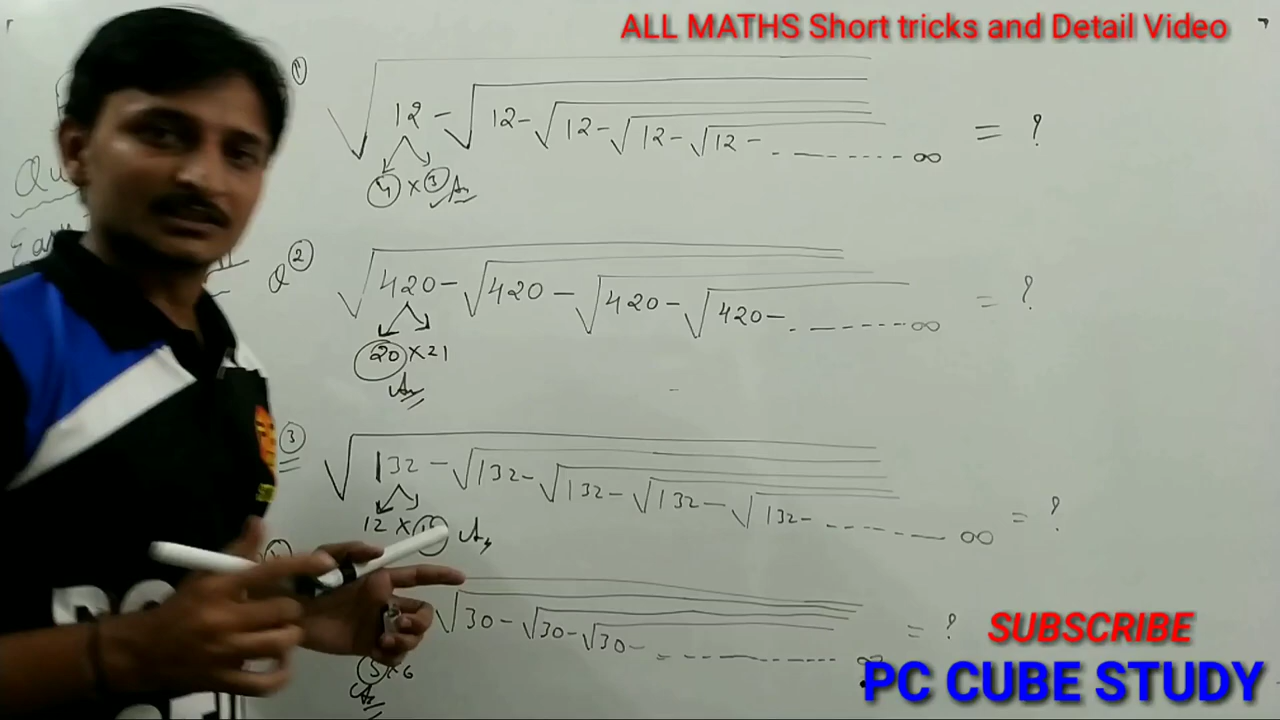 ALL MATHS Short tricks and Detail Video
① √12-√12-√12-√12-√12- - - - - - - - ∞ = ?
4 × 3 Ans
Q② √420-√420-√420-√420- - - - - - - ∞ = ?
20 × 21
Ans
③ √132-√132-√132-√132-√132- - - - - - - ∞ = ?
12 × Ans
√30-√30-√30- - - - - - - - - ∞ = ?
5 × 6
Ans
SUBSCRIBE
PC CUBE STUDY